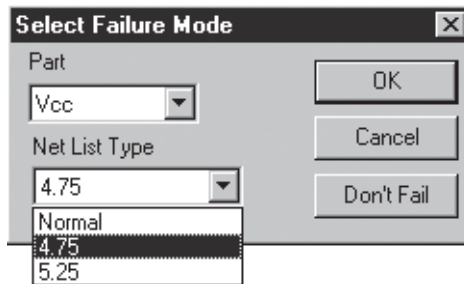 Select Failure Mode
Part
Vcc
Net List Type
4.75
Normal
4.75
5.25
OK
Cancel
Don't Fail